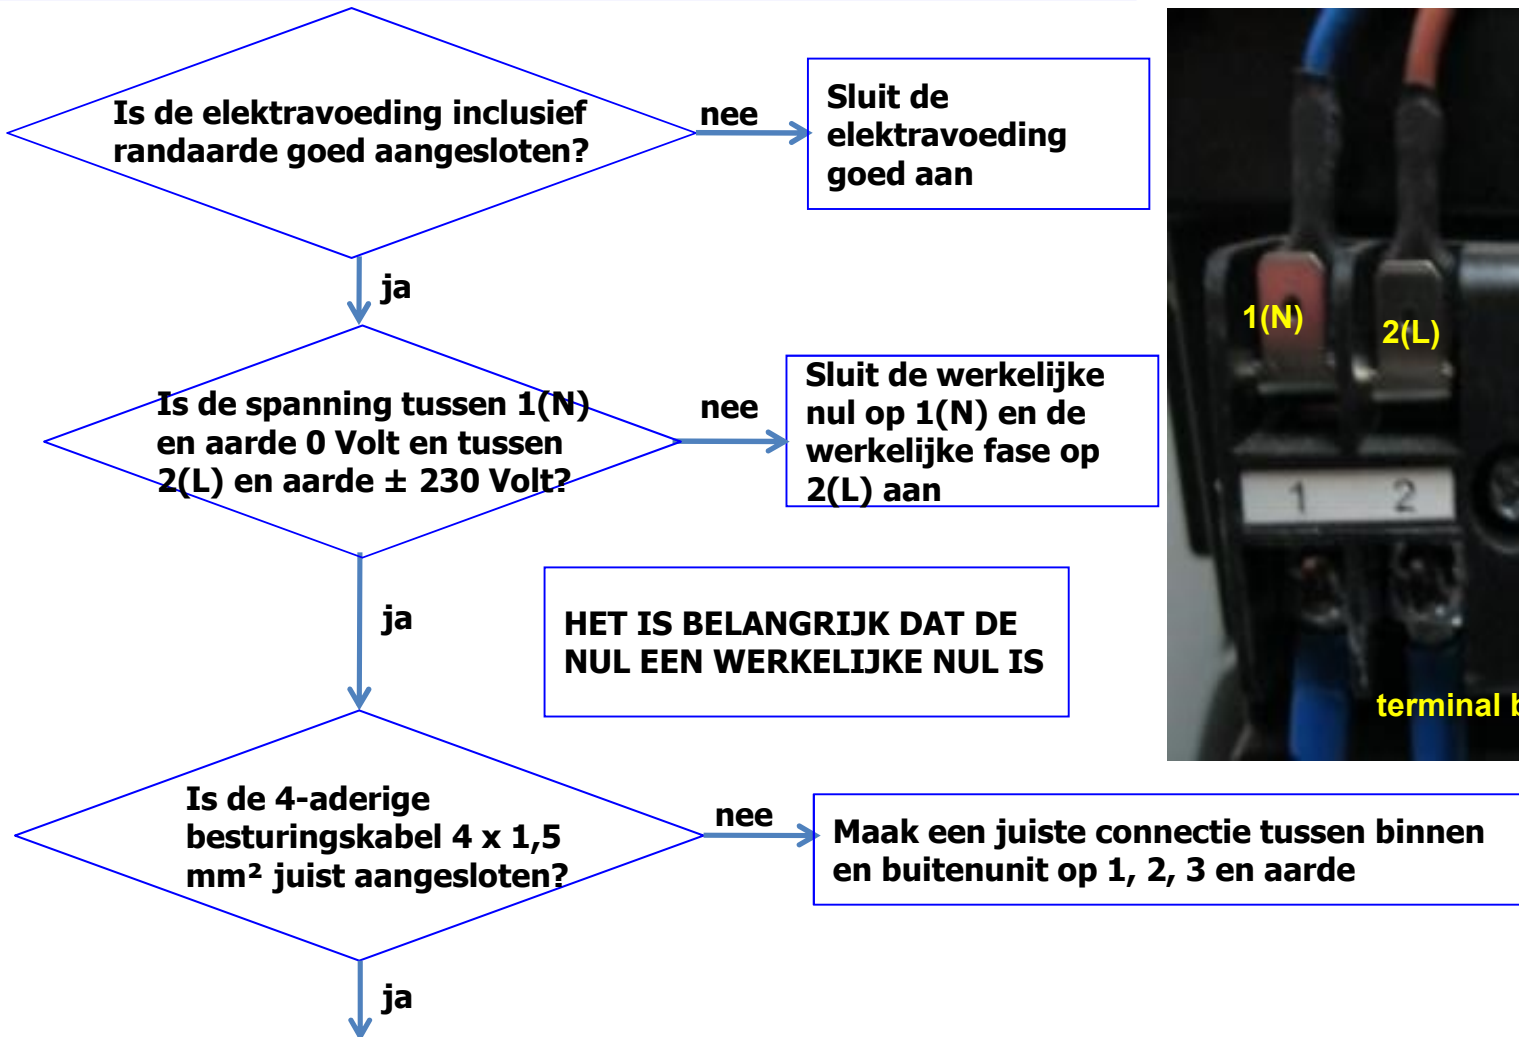 Is de elektravoeding inclusief
randaarde goed aangesloten?
nee
Sluit de
elektravoeding
goed aan
ja
Is de spanning tussen 1(N)
en aarde 0 Volt en tussen
2(L) en aarde ± 230 Volt?
nee
Sluit de werkelijke
nul op 1(N) en de
werkelijke fase op
2(L) aan
1(N)
2(L)
1 2
terminal
ja
HET IS BELANGRIJK DAT DE
NUL EEN WERKELIJKE NUL IS
Is de 4-aderige
besturingskabel 4 x 1,5
mm² juist aangesloten?
nee
Maak een juiste connectie tussen binnen
en buitenunit op 1, 2, 3 en aarde
ja